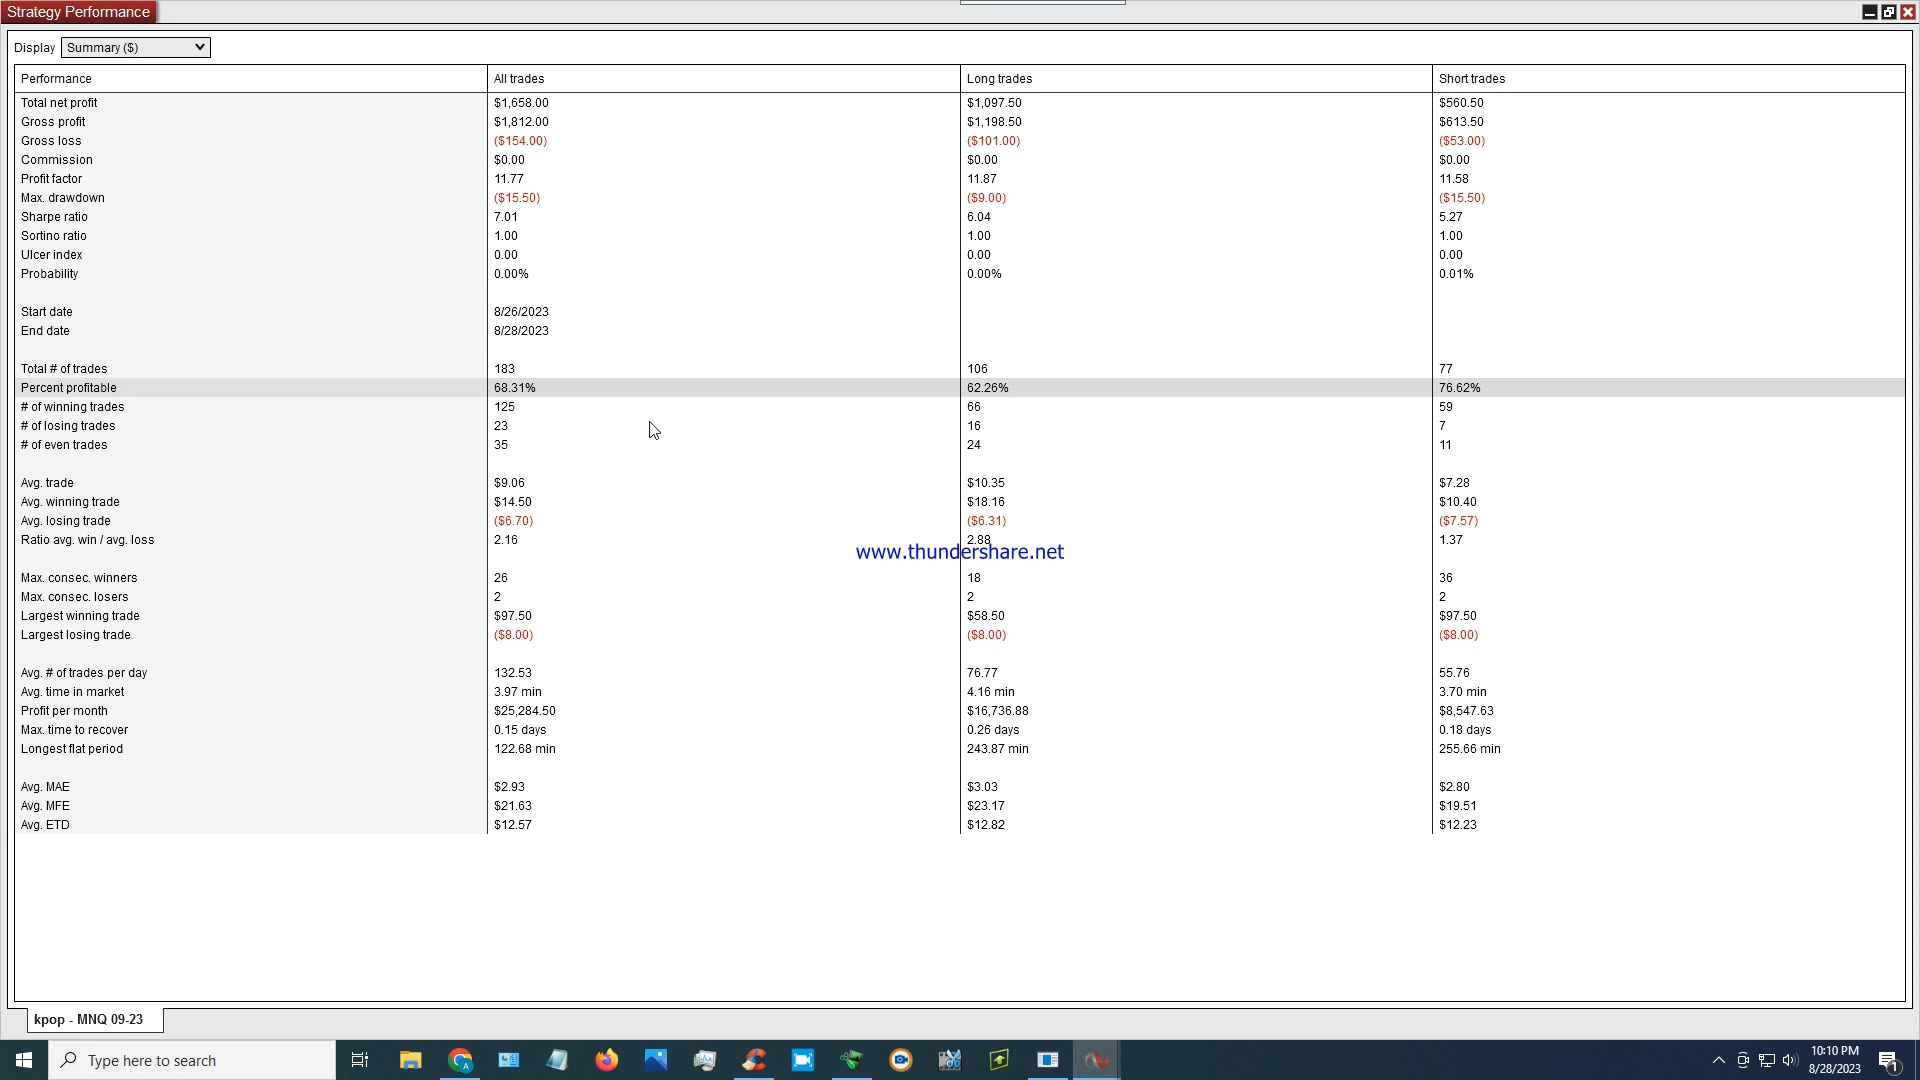 Strategy Performance
Display Summary ($)
Performance All trades Long trades Short trades
Total net profit $1,658.00 $1,097.50 $560.50
Gross profit $1,812.00 $1,198.50 $613.50
Gross loss ($154.00) ($101.00) ($53.00)
Commission $0.00 $0.00 $0.00
Profit factor 11.77 11.87 11.58
Max. drawdown ($15.50) ($9.00) ($15.50)
Sharpe ratio 7.01 6.04 5.27
Sortino ratio 1.00 1.00 1.00
Ulcer index 0.00 0.00 0.00
Probability 0.00% 0.00% 0.01%
Start date 8/26/2023
End date 8/28/2023
Total # of trades 183 106 77
Percent profitable 68.31% 62.26% 76.62%
# of winning trades 125 66 59
# of losing trades 23 16 7
# of even trades 35 24 11
Avg. trade $9.06 $10.35 $7.28
Avg. winning trade $14.50 $18.16 $10.40
Avg. losing trade ($6.70) ($6.31) ($7.57)
Ratio avg. win / avg. loss 2.16 2.88 1.37
www.thundershare.net
Max. consec. winners 26 18 36
Max. consec. losers 2 2 2
Largest winning trade $97.50 $58.50 $97.50
Largest losing trade ($8.00) ($8.00) ($8.00)
Avg. # of trades per day 132.53 76.77 55.76
Avg. time in market 3.97 min 4.16 min 3.70 min
Profit per month $25,284.50 $16,736.88 $8,547.63
Max. time to recover 0.15 days 0.26 days 0.18 days
Longest flat period 122.68 min 243.87 min 255.66 min
Avg. MAE $2.93 $3.03 $2.80
Avg. MFE $21.63 $23.17 $19.51
Avg. ETD $12.57 $12.82 $12.23
kpop - MNQ 09-23
Type here to search
A
10:10 PM
8/28/2023
1